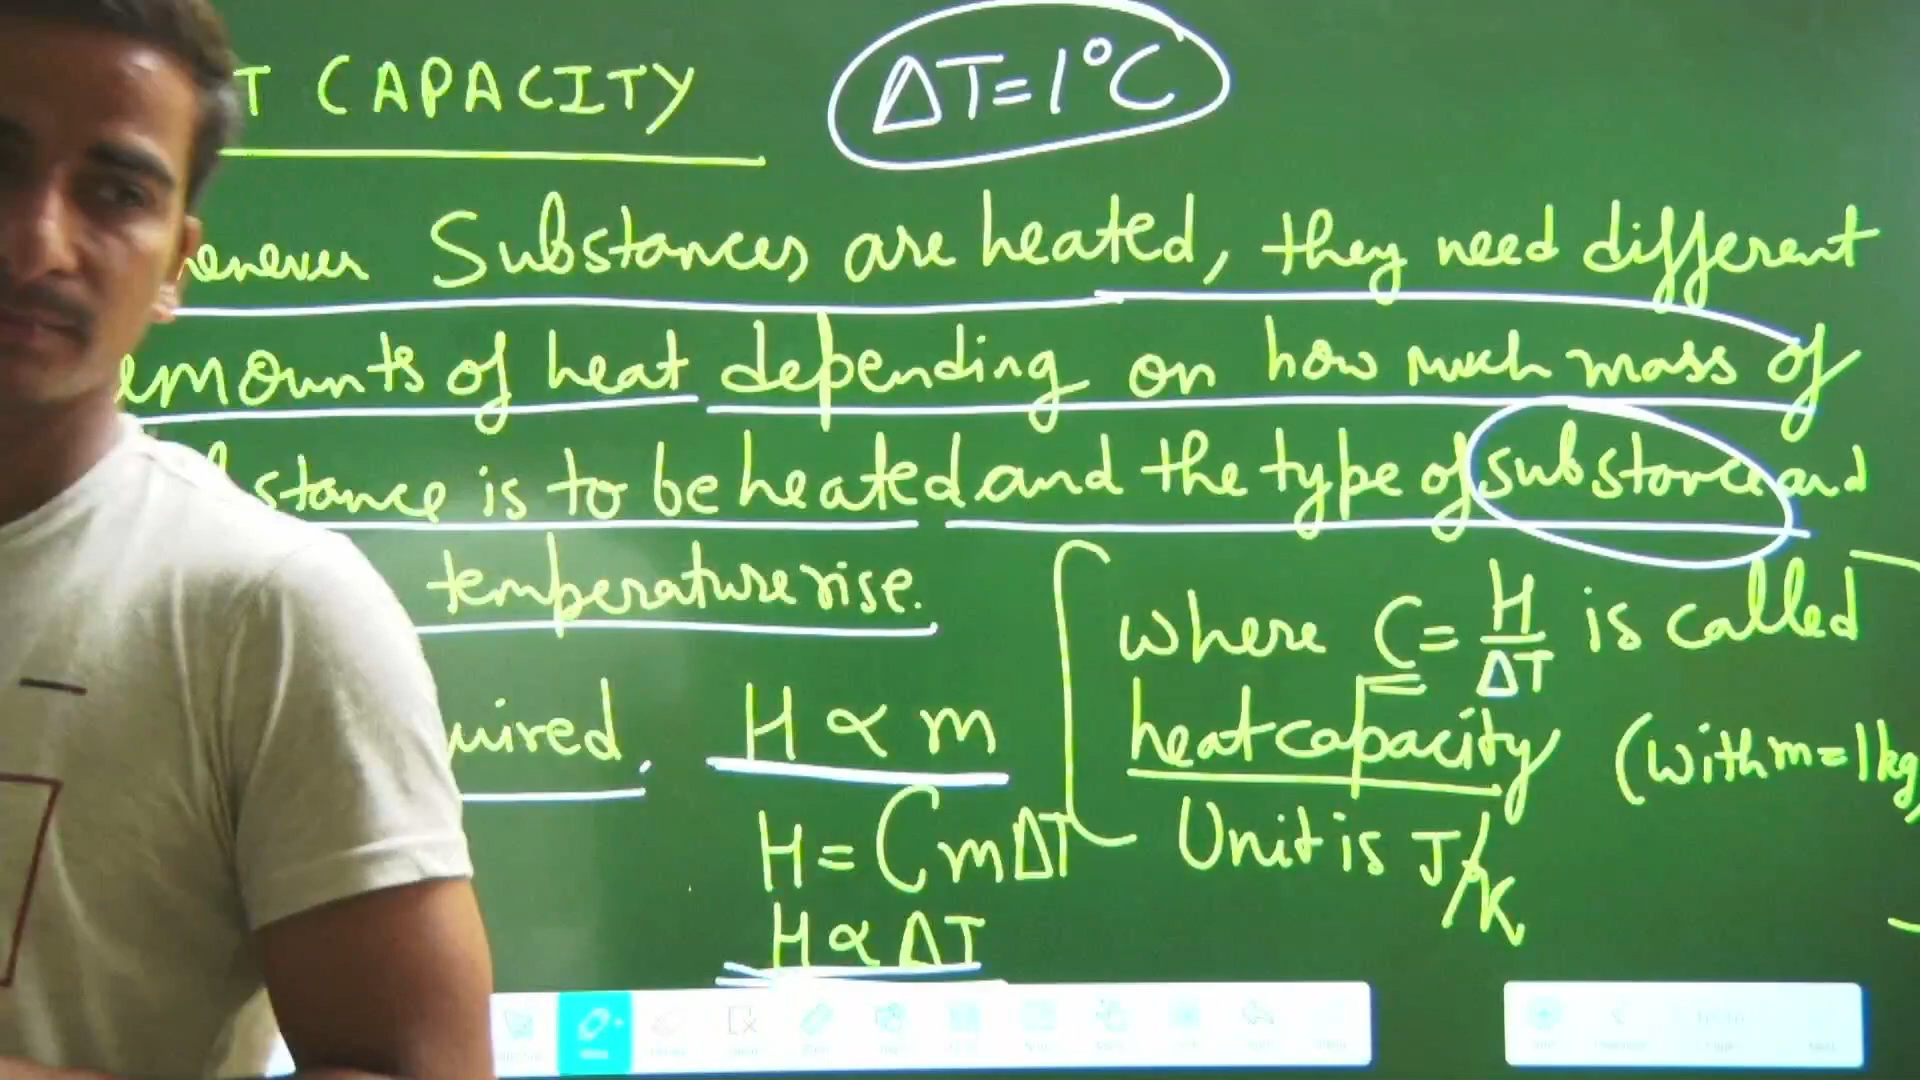 T CAPACITY ΔT=1°C
enever Substances are heated, they need different
amounts of heat depending on how much mass of
stance is to be heated and the type of substance and
temperature rise.
where C = H/ΔT is called
uired, H ∝ m heat capacity (with m=1kg)
H = CmΔT Unit is J/K
H ∝ ΔT